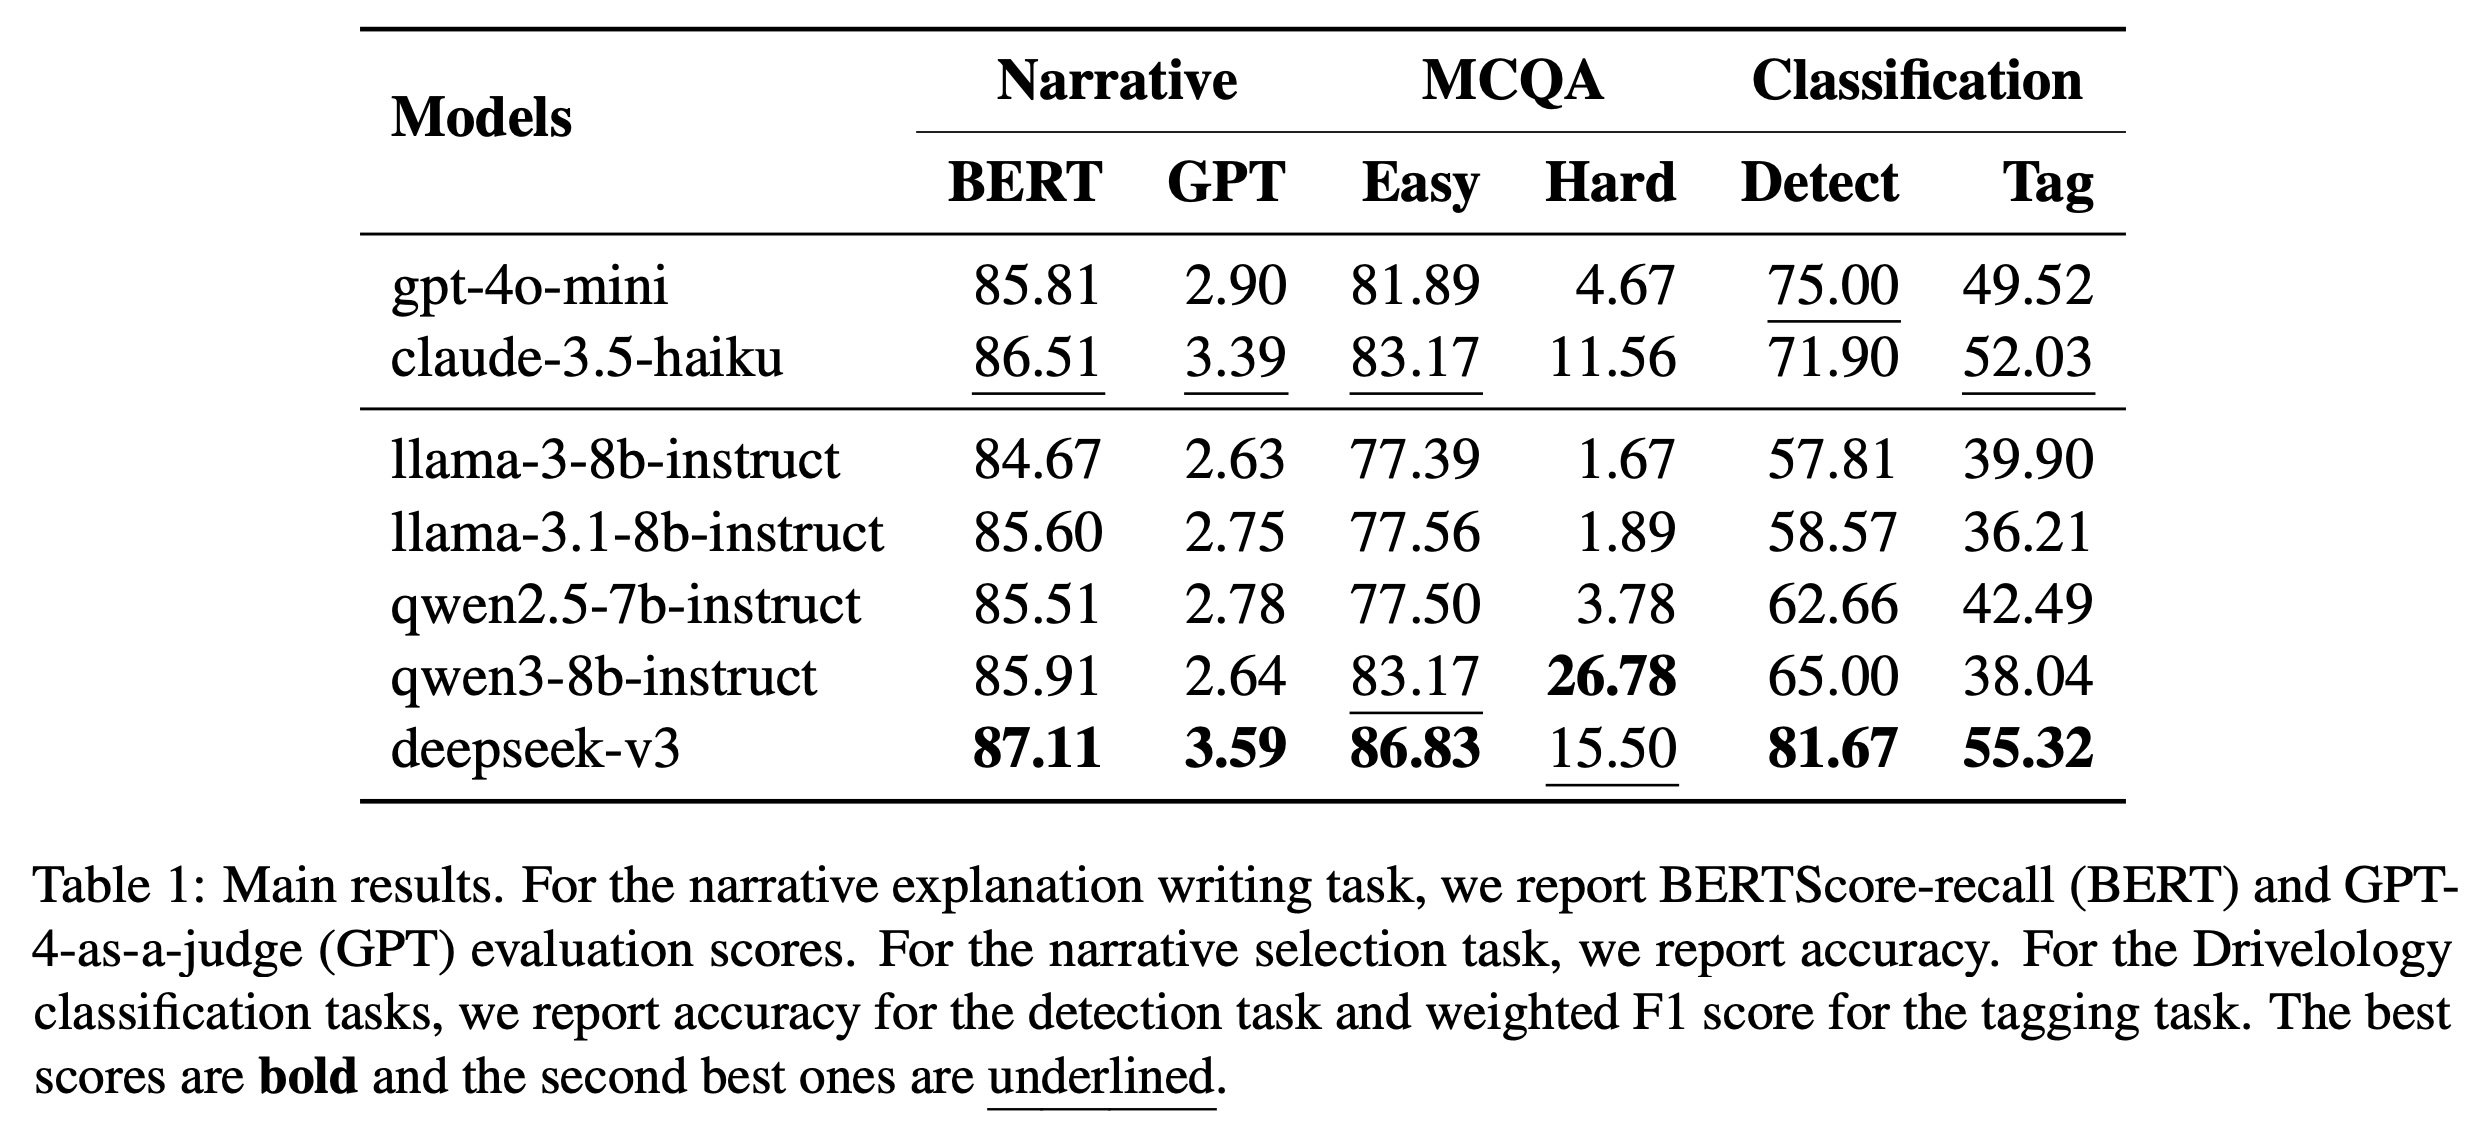 Models Narrative MCQA Classification
BERT GPT Easy Hard Detect Tag
gpt-4o-mini 85.81 2.90 81.89 4.67 75.00 49.52
claude-3.5-haiku 86.51 3.39 83.17 11.56 71.90 52.03
llama-3-8b-instruct 84.67 2.63 77.39 1.67 57.81 39.90
llama-3.1-8b-instruct 85.60 2.75 77.56 1.89 58.57 36.21
qwen2.5-7b-instruct 85.51 2.78 77.50 3.78 62.66 42.49
qwen3-8b-instruct 85.91 2.64 83.17 26.78 65.00 38.04
deepseek-v3 87.11 3.59 86.83 15.50 81.67 55.32
Table 1: Main results. For the narrative explanation writing task, we report BERTScore-recall (BERT) and GPT-
4-as-a-judge (GPT) evaluation scores. For the narrative selection task, we report accuracy. For the Drivelology
classification tasks, we report accuracy for the detection task and weighted F1 score for the tagging task. The best
scores are bold and the second best ones are underlined.